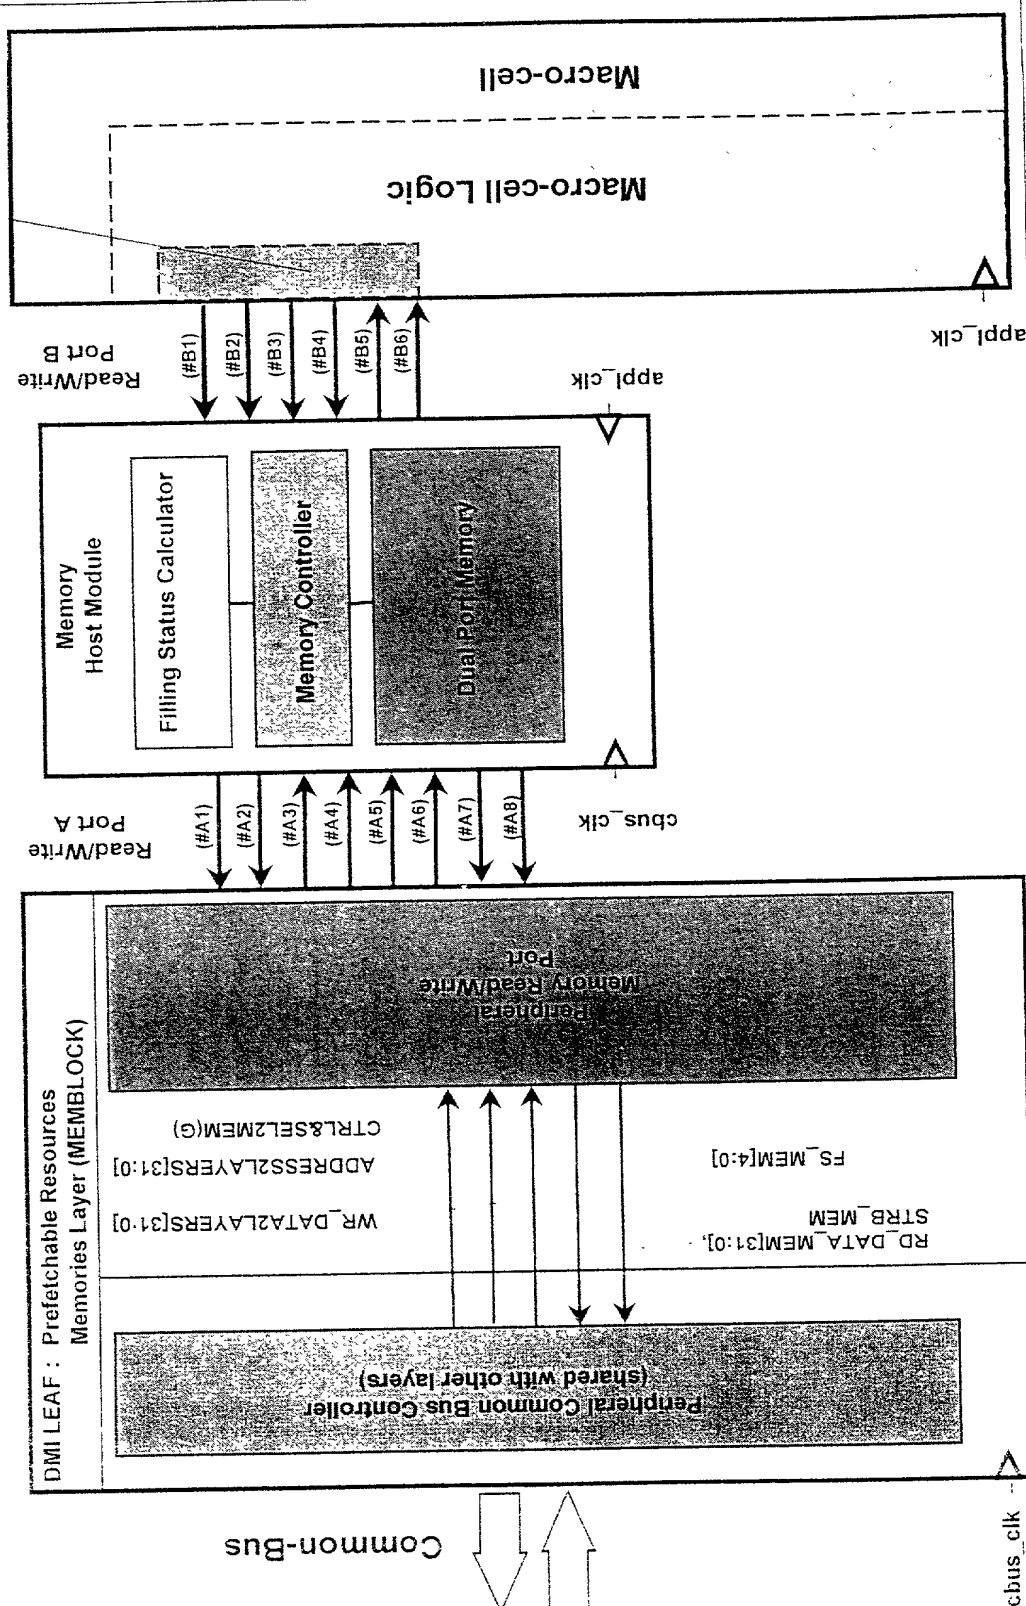 Macro-cell
Macro-cell Logic
appl_clk
Read/Write
Port B
(#B1)
(#B2)
(#B3)
(#B4)
(#B5)
(#B6)
appl_clk
Memory
Host Module
Filling Status Calculator
Memory Controller
Dual Port Memory
cbus_clk
Read/Write
Port A
(#A1)
(#A2)
(#A3)
(#A4)
(#A5)
(#A6)
(#A7)
(#A8)
DMI LEAF : Prefetchable Resources
Memories Layer (MEMBLOCK)
Peripheral
Memory Read/Write
Port
CTRL&SEL2MEM(G)
ADDRESS2LAYERS[31:0]
WR_DATA2LAYERS[31:0]
FS_MEM[4:0]
RD_DATA_MEM[31:0],
STRB_MEM
Peripheral Common Bus Controller
(shared with other layers)
Common-Bus
cbus_clk